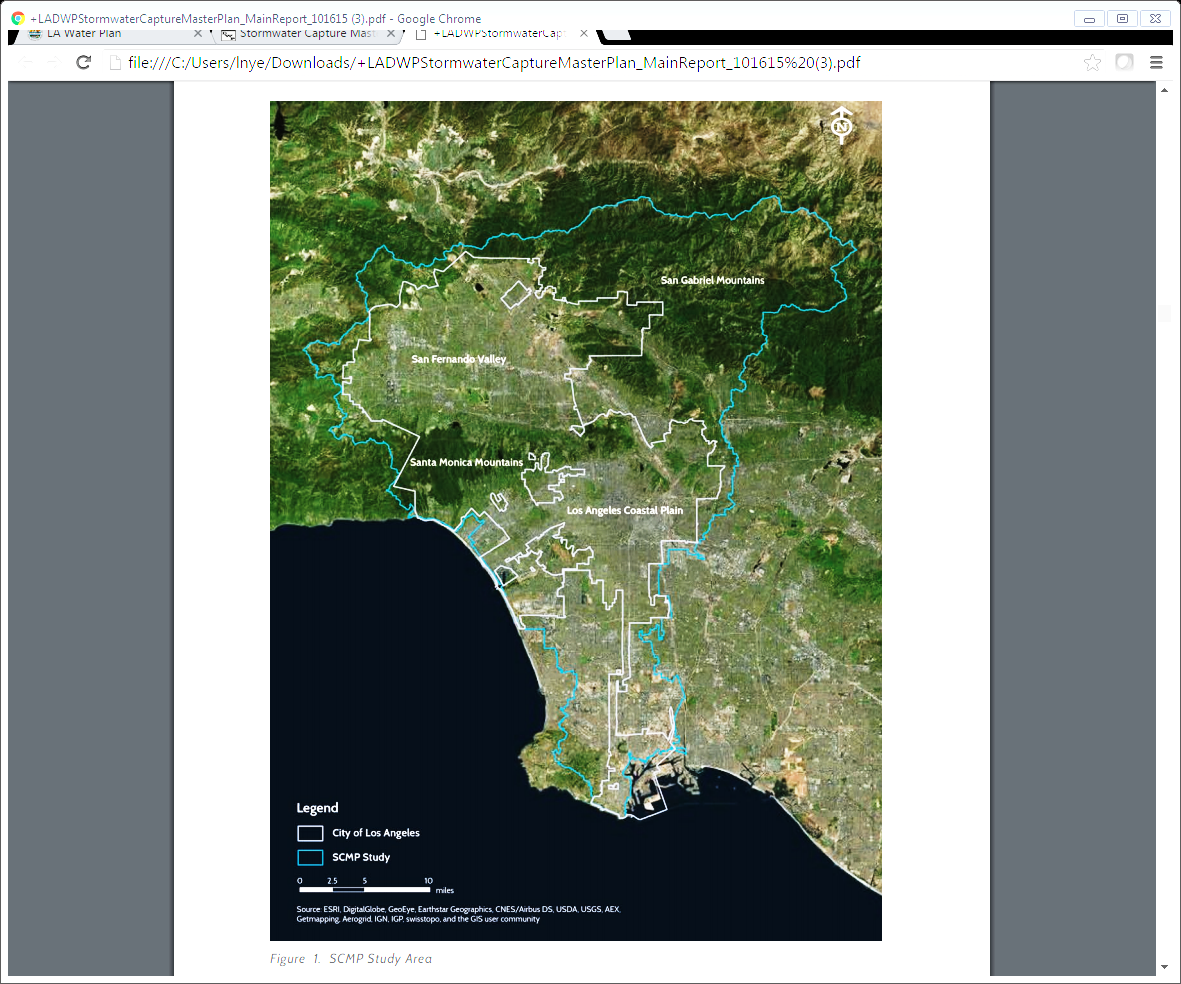 +LADWPStormwaterCaptureMasterPlan_MainReport_101615 (3).pdf - Google Chrome
LA Water Plan
Stormwater Capture Mast
+LADWPStormwaterCapt
file:///C:/Users/Inye/Downloads/+LADWPStormwaterCaptureMasterPlan_MainReport_101615%20(3).pdf
N
San Gabriel Mountains
San Fernando Valley
Santa Monica Mountains
Los Angeles Coastal Plain
Legend
City of Los Angeles
SCMP Study
0 2.5 5 10
miles
Source: ESRI, DigitalGlobe, GeoEye, Earthstar Geographics, CNES/Airbus DS, USDA, USGS, AEX,
Getmapping, Aerogrid, IGN, IGP, swisstopo, and the GIS user community
Figure 1. SCMP Study Area